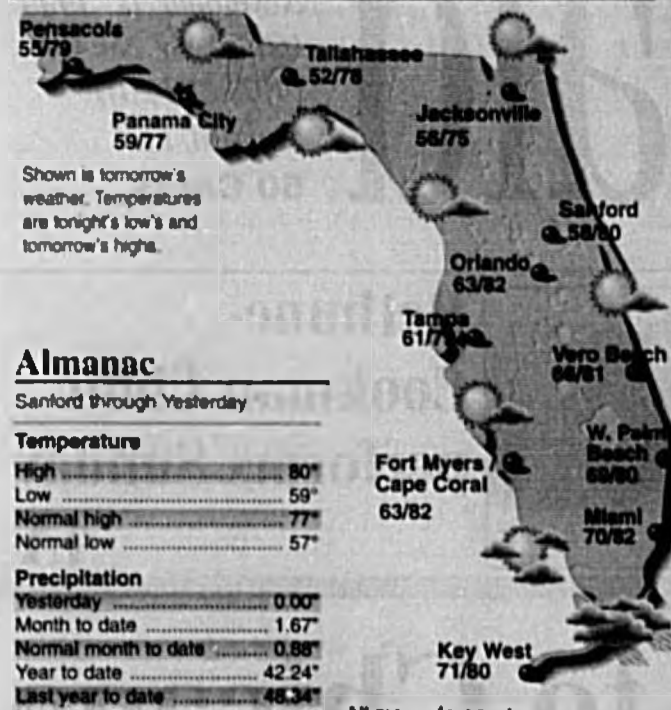 Pensacola
55/79
Tallahassee
52/78
Panama City
59/77
Jacksonville
56/75
Shown is tomorrow's
weather. Temperatures
are tonight's low's and
tomorrow's highs.
Sanford
58/80
Orlando
63/82
Tampa
Vero Beach
66/81
Fort Myers /
Cape Coral
63/82
W. Palm
Beach
69/80
Miami
70/82
Key West
71/80
Almanac
Sanford through Yesterday
Temperature
High 80°
Low 59°
Normal high 77°
Normal low 57°
Precipitation
Yesterday 0.00"
Month to date 1.67"
Normal month to date 0.88"
Year to date 42.24"
Last year to date 48.34"